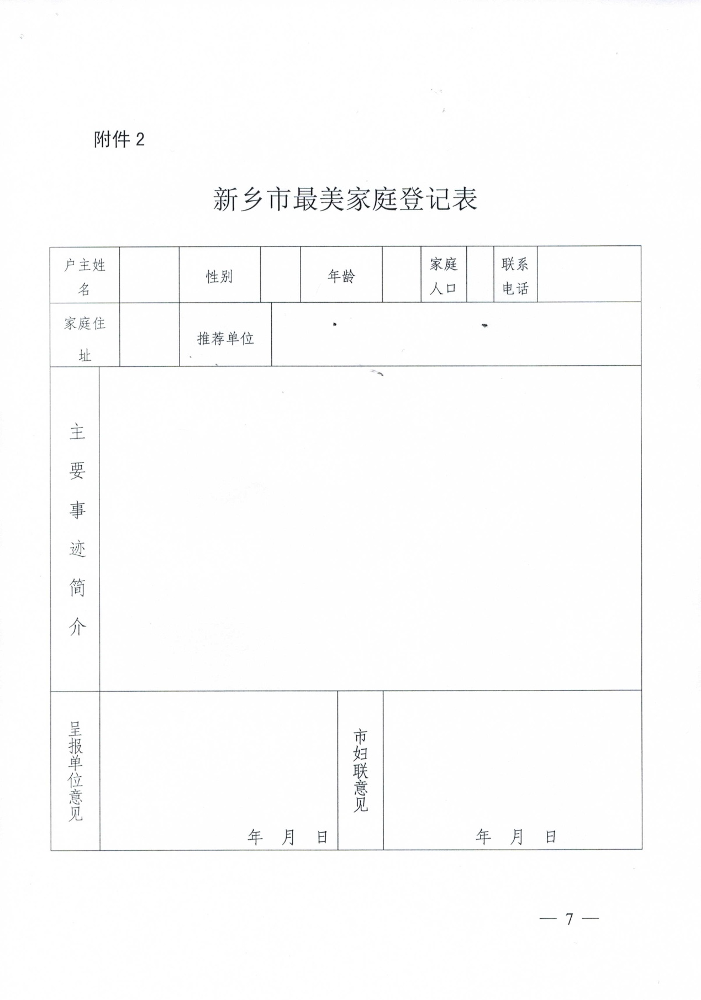 附件2
新乡市最美家庭登记表
户主姓
名
性别
年龄
家庭
人口
联系
电话
家庭住
址
推荐单位
主
要
事
迹
简
介
呈报单位意见
年 月 日
市妇联意见
年 月 日
— 7 —